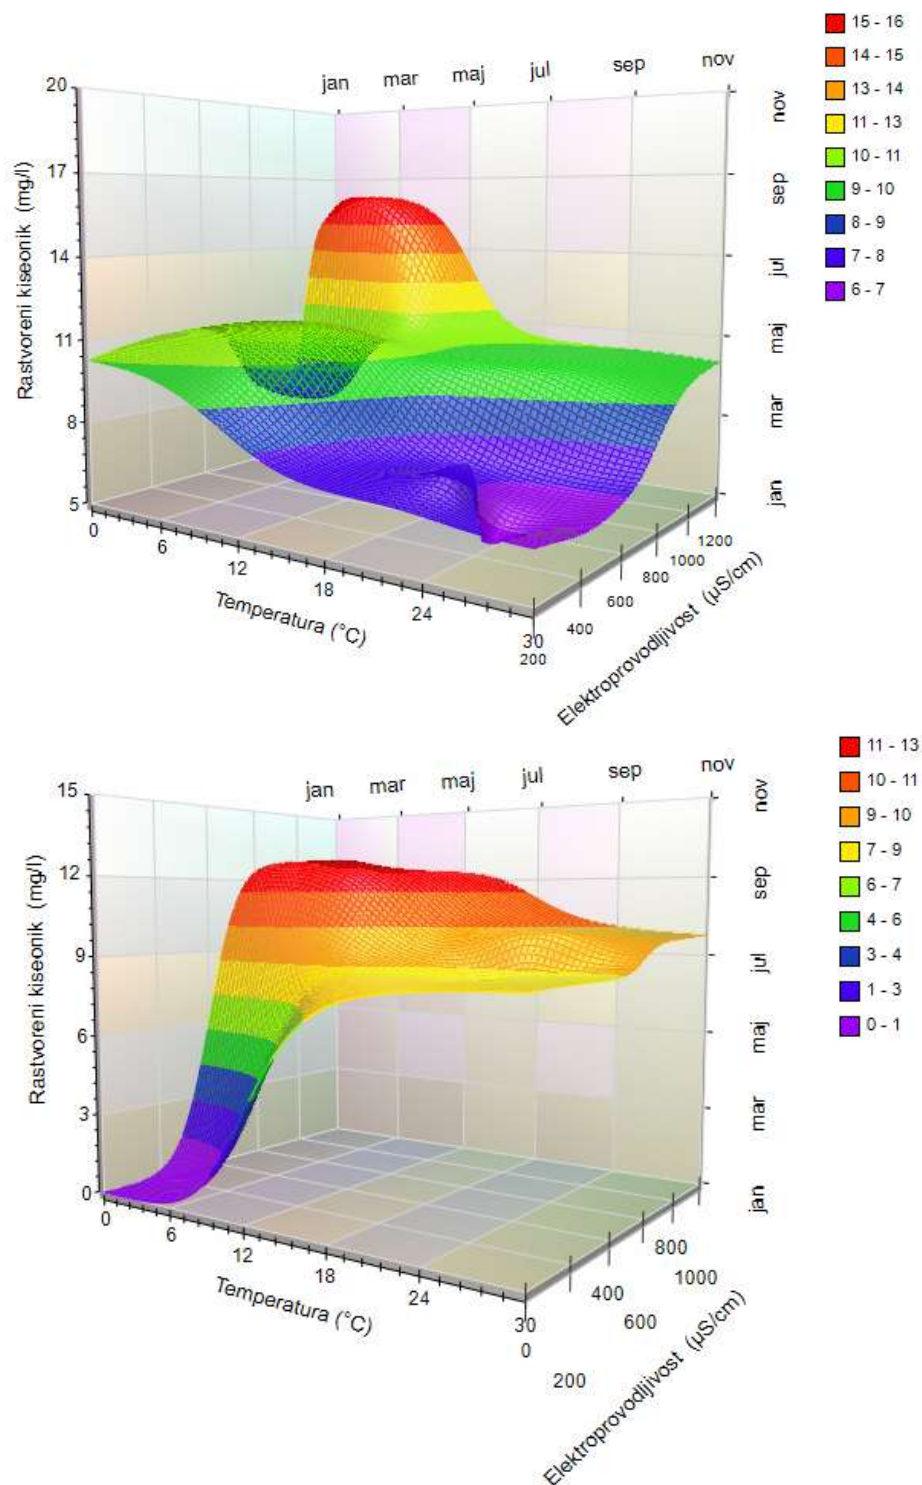 15 - 16
14 - 15
13 - 14
11 - 13
10 - 11
9 - 10
8 - 9
7 - 8
6 - 7
jan mar maj jul sep nov
nov
sep
jul
maj
mar
jan
20
17
14
11
8
5
Rastvoreni kiseonik (mg/l)
0 6 12 18 24 30
Temperatura (°C)
200 400 600 800 1000 1200
Elektroprovodljivost (µS/cm)
11 - 13
10 - 11
9 - 10
7 - 9
6 - 7
4 - 6
3 - 4
1 - 3
0 - 1
jan mar maj jul sep nov
nov
sep
jul
maj
mar
jan
15
12
9
6
3
0
Rastvoreni kiseonik (mg/l)
0 6 12 18 24 30
Temperatura (°C)
0 200 400 600 800 1000
Elektroprovodljivost (µS/cm)